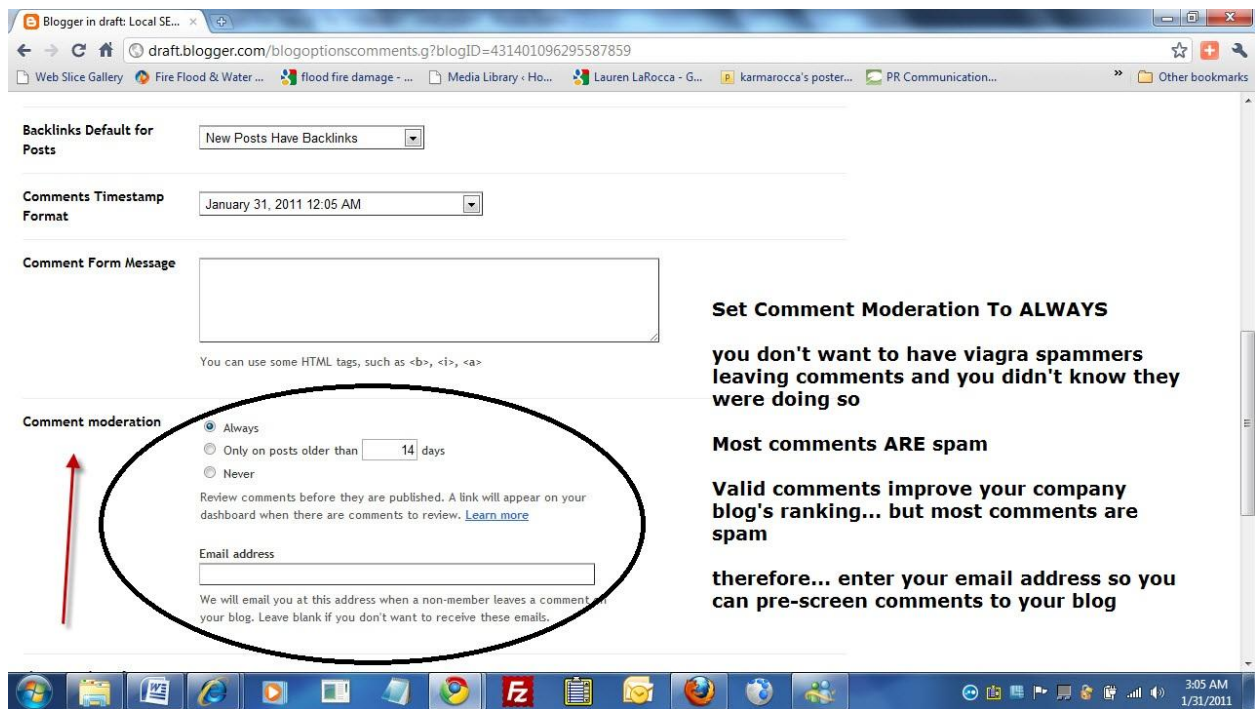 Blogger in draft: Local SE...
draft.blogger.com/blogoptionscomments.g?blogID=431401096295587859
Web Slice Gallery Fire Flood & Water ... flood fire damage - ... Media Library ‹ Ho... Lauren LaRocca - G... karmarocca's poster... PR Communication... » Other bookmarks
Backlinks Default for
Posts
New Posts Have Backlinks
Comments Timestamp
Format
January 31, 2011 12:05 AM
Comment Form Message
You can use some HTML tags, such as <b>, <i>, <a>
Comment moderation
Always
Only on posts older than 14 days
Never
Review comments before they are published. A link will appear on your
dashboard when there are comments to review. Learn more
Email address
We will email you at this address when a non-member leaves a comment on
your blog. Leave blank if you don't want to receive these emails.
Set Comment Moderation To ALWAYS
you don't want to have viagra spammers
leaving comments and you didn't know they
were doing so
Most comments ARE spam
Valid comments improve your company
blog's ranking... but most comments are
spam
therefore... enter your email address so you
can pre-screen comments to your blog
3:05 AM
1/31/2011